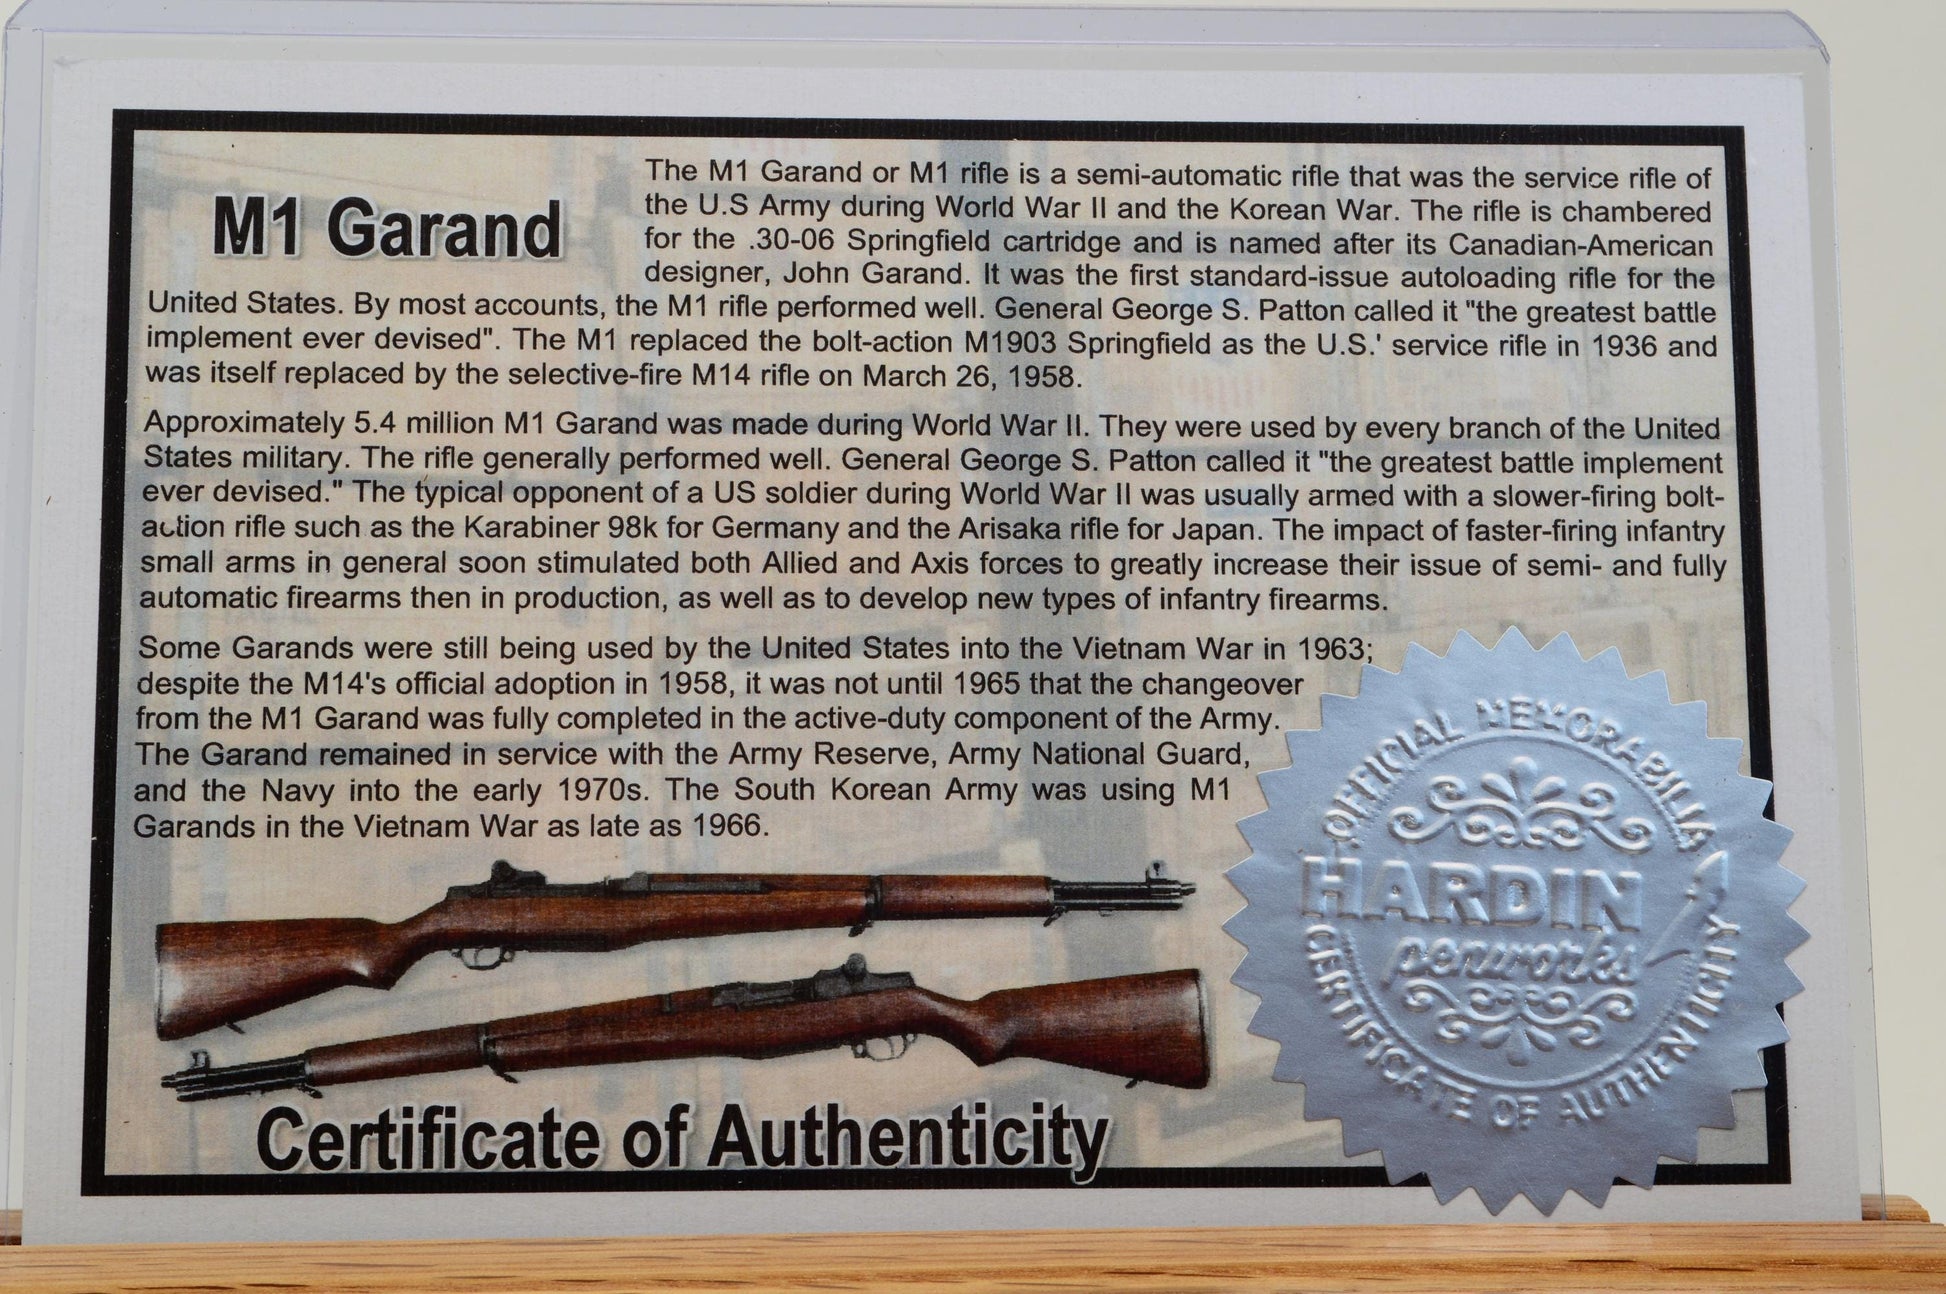 M1 Garand
The M1 Garand or M1 rifle is a semi-automatic rifle that was the service rifle of
the U.S Army during World War II and the Korean War. The rifle is chambered
for the .30-06 Springfield cartridge and is named after its Canadian-American
designer, John Garand. It was the first standard-issue autoloading rifle for the
United States. By most accounts, the M1 rifle performed well. General George S. Patton called it "the greatest battle
implement ever devised". The M1 replaced the bolt-action M1903 Springfield as the U.S.' service rifle in 1936 and
was itself replaced by the selective-fire M14 rifle on March 26, 1958.
Approximately 5.4 million M1 Garand was made during World War II. They were used by every branch of the United
States military. The rifle generally performed well. General George S. Patton called it "the greatest battle implement
ever devised." The typical opponent of a US soldier during World War II was usually armed with a slower-firing bolt-
action rifle such as the Karabiner 98k for Germany and the Arisaka rifle for Japan. The impact of faster-firing infantry
small arms in general soon stimulated both Allied and Axis forces to greatly increase their issue of semi- and fully
automatic firearms then in production, as well as to develop new types of infantry firearms.
Some Garands were still being used by the United States into the Vietnam War in 1963;
despite the M14's official adoption in 1958, it was not until 1965 that the changeover
from the M1 Garand was fully completed in the active-duty component of the Army.
The Garand remained in service with the Army Reserve, Army National Guard,
and the Navy into the early 1970s. The South Korean Army was using M1
Garands in the Vietnam War as late as 1966.
OFFICIAL MEMORABILIA
HARDIN
penworks
CERTIFICATE OF AUTHENTICITY
Certificate of Authenticity